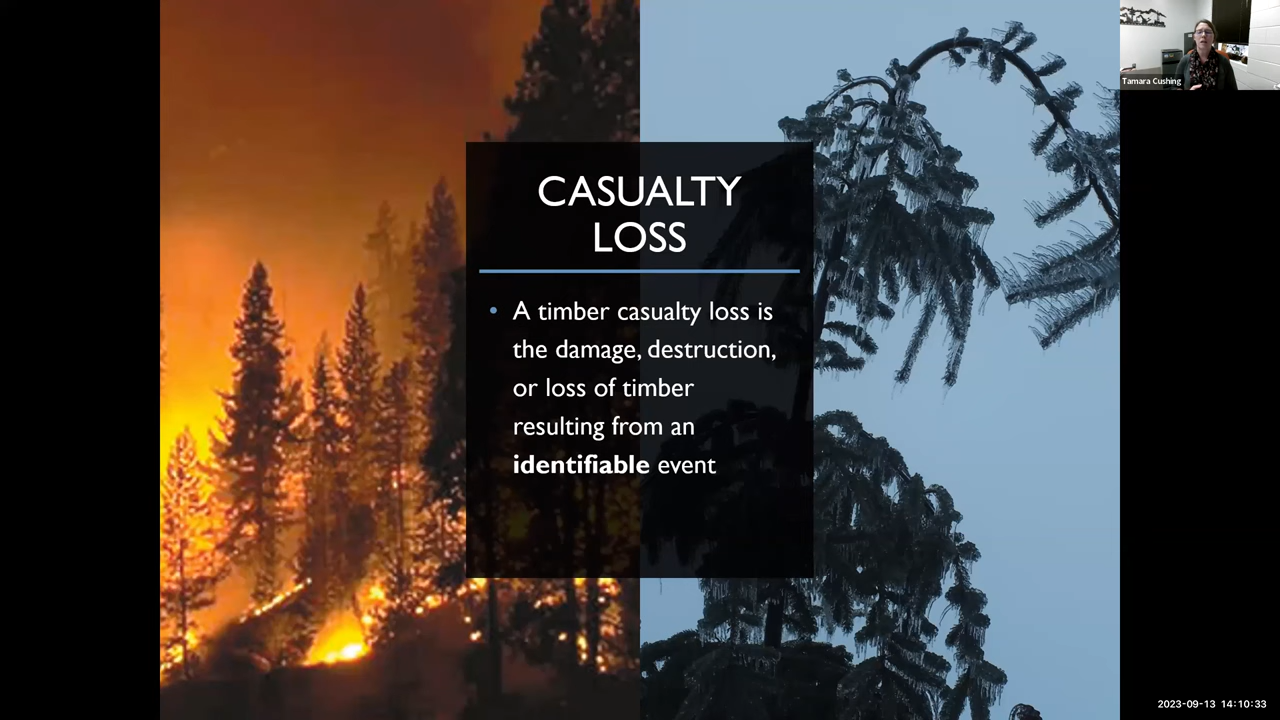 Tamara Cushing
CASUALTY
LOSS
• A timber casualty loss is
the damage, destruction,
or loss of timber
resulting from an
identifiable event
2023-09-13 14:10:33